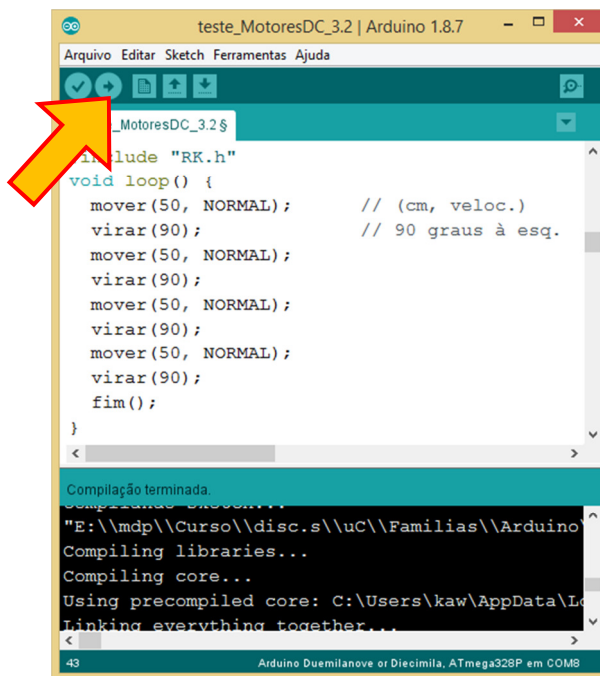 teste_MotoresDC_3.2 | Arduino 1.8.7
Arquivo Editar Sketch Ferramentas Ajuda
_MotoresDC_3.2 §
include "RK.h"
void loop() {
mover(50, NORMAL); // (cm, veloc.)
virar(90); // 90 graus à esq.
mover(50, NORMAL);
virar(90);
mover(50, NORMAL);
virar(90);
mover(50, NORMAL);
virar(90);
fim();
}
Compilação terminada.
"E:\\mdp\\Curso\\disc.s\\uC\\Familias\\Arduino\
Compiling libraries...
Compiling core...
Using precompiled core: C:\Users\kaw\AppData\Lo
Linking everything together...
43 Arduino Duemilanove or Diecimila, ATmega328P em COM8